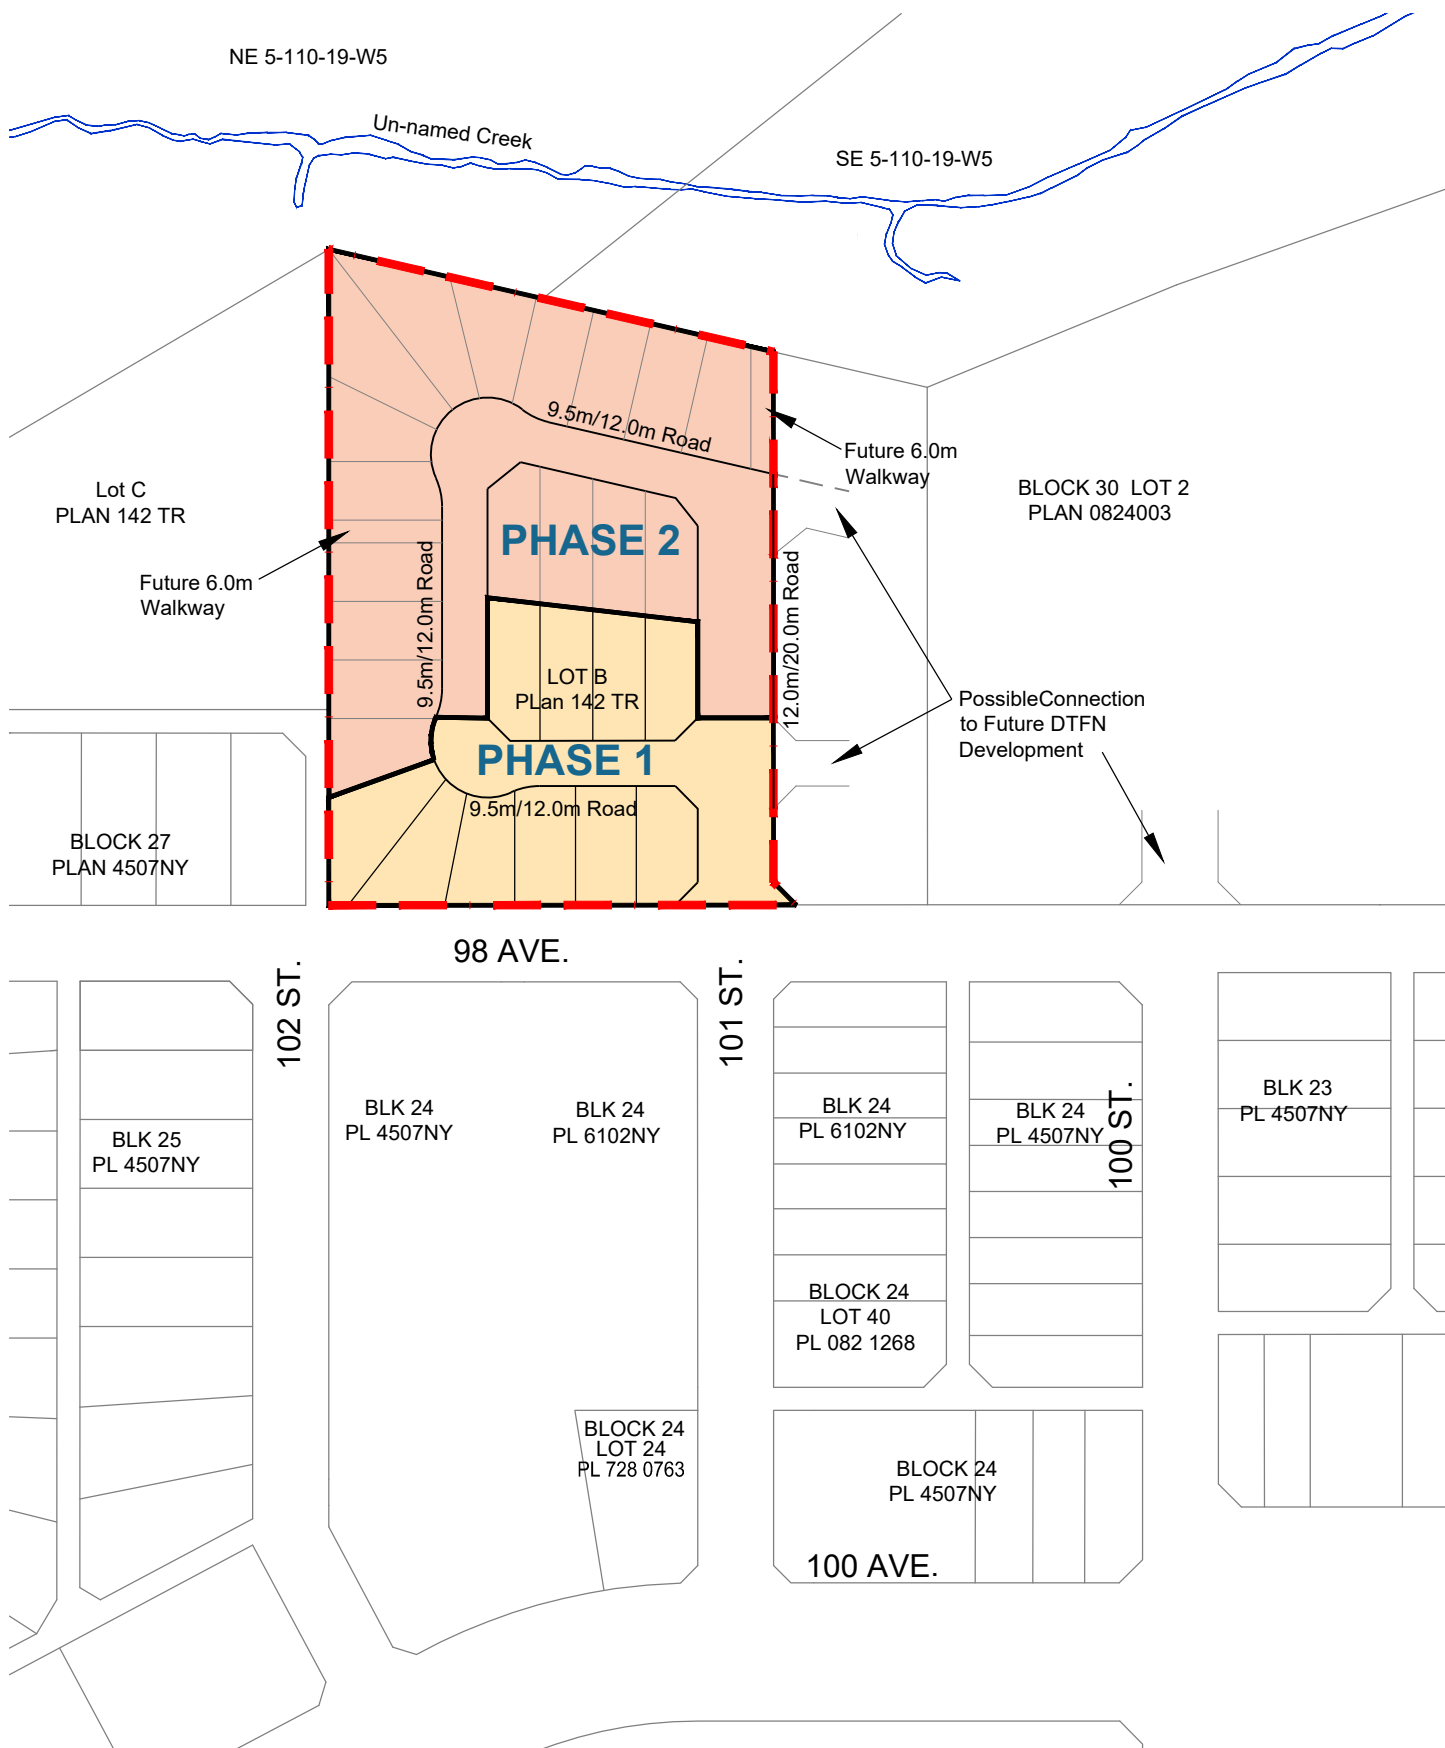 NE 5-110-19-W5
Un-named Creek
SE 5-110-19-W5
9.5m/12.0m Road
Future 6.0m
Walkway
Lot C
PLAN 142 TR
BLOCK 30 LOT 2
PLAN 0824003
PHASE 2
Future 6.0m
Walkway
9.5m/12.0m Road
12.0m/20.0m Road
LOT B
PLan 142 TR
PossibleConnection
to Future DTFN
Development
PHASE 1
9.5m/12.0m Road
BLOCK 27
PLAN 4507NY
98 AVE.
102 ST.
101 ST.
100 ST.
BLK 25
PL 4507NY
BLK 24
PL 4507NY
BLK 24
PL 6102NY
BLK 24
PL 6102NY
BLK 24
PL 4507NY
BLK 23
PL 4507NY
BLOCK 24
LOT 40
PL 082 1268
BLOCK 24
LOT 24
PL 728 0763
BLOCK 24
PL 4507NY
100 AVE.